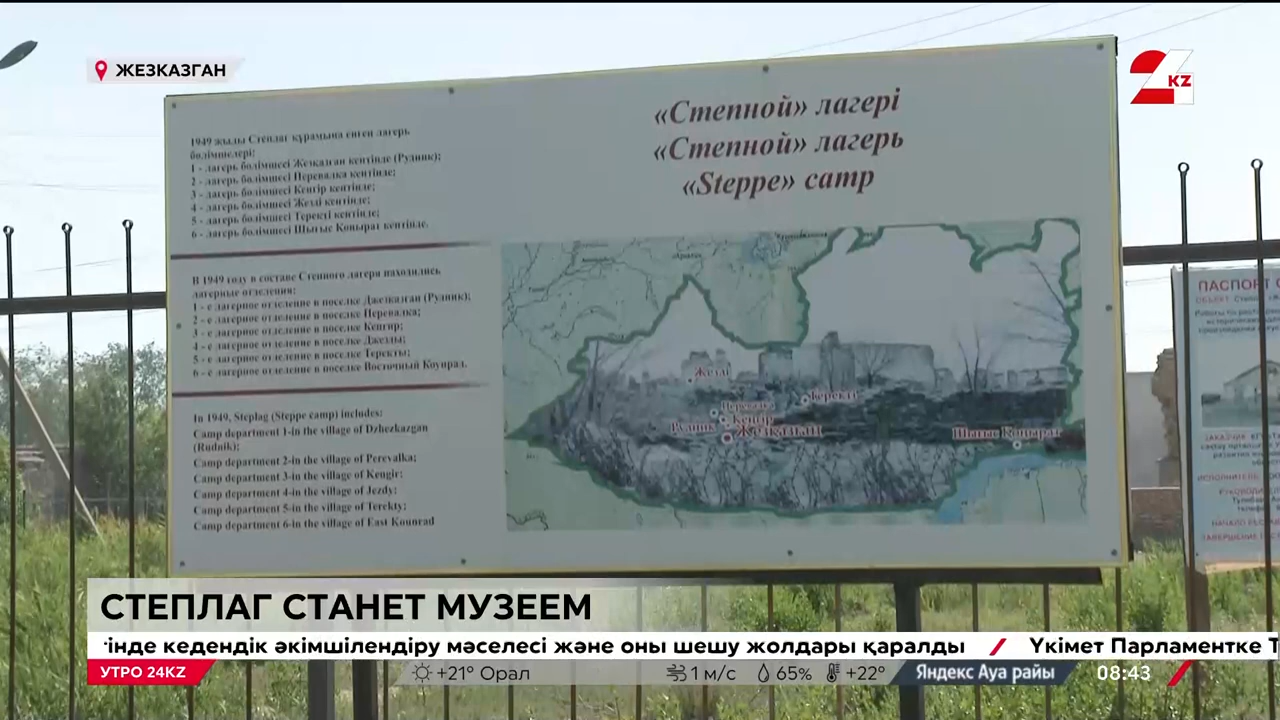 ЖЕЗКАЗГАН
24 KZ
«Степной» лагері
«Степной» лагерь
«Steppe» camp
1949 жылы Степлаг құрамына енген лагерь
бөлімшелері:
1 - лагерь бөлімшесі Жезқазған кентінде (Рудник);
2 - лагерь бөлімшесі Перевалка кентінде;
3 - лагерь бөлімшесі Кенгір кентінде;
4 - лагерь бөлімшесі Жезді кентінде;
5 - лагерь бөлімшесі Теректі кентінде;
6 - лагерь бөлімшесі Шығыс Қоңырат кентінде.
В 1949 году в составе Степного лагеря находились
лагерные отделения:
1 - е лагерное отделение в поселке Джезказган (Рудник);
2 - е лагерное отделение в поселке Перевалка;
3 - е лагерное отделение в поселке Кенгир;
4 - е лагерное отделение в поселке Джезды;
5 - е лагерное отделение в поселке Теректы;
6 - е лагерное отделение в поселке Восточный Коунрад.
In 1949, Steplag (Steppe camp) includes:
Camp department 1-in the village of Dzhezkazgan
(Rudnik);
Camp department 2-in the village of Perevalka;
Camp department 3-in the village of Kengir;
Camp department 4-in the village of Jezdy;
Camp department 5-in the village of Terekty;
Camp department 6-in the village of East Kounrad
Жезді
Теректі
Перевалка
Кенгір
Рудник
Жезқазған
Шығыс Қоңырат
ПАСПОРТ
СТЕПЛАГ СТАНЕТ МУЗЕЕМ
інде кедендік әкімшілендіру мәселесі және оны шешу жолдары қаралды / Үкімет Парламентке Т
УТРО 24KZ
+21° Орал
1 м/с
65%
+22°
Яндекс Ауа райы
08:43